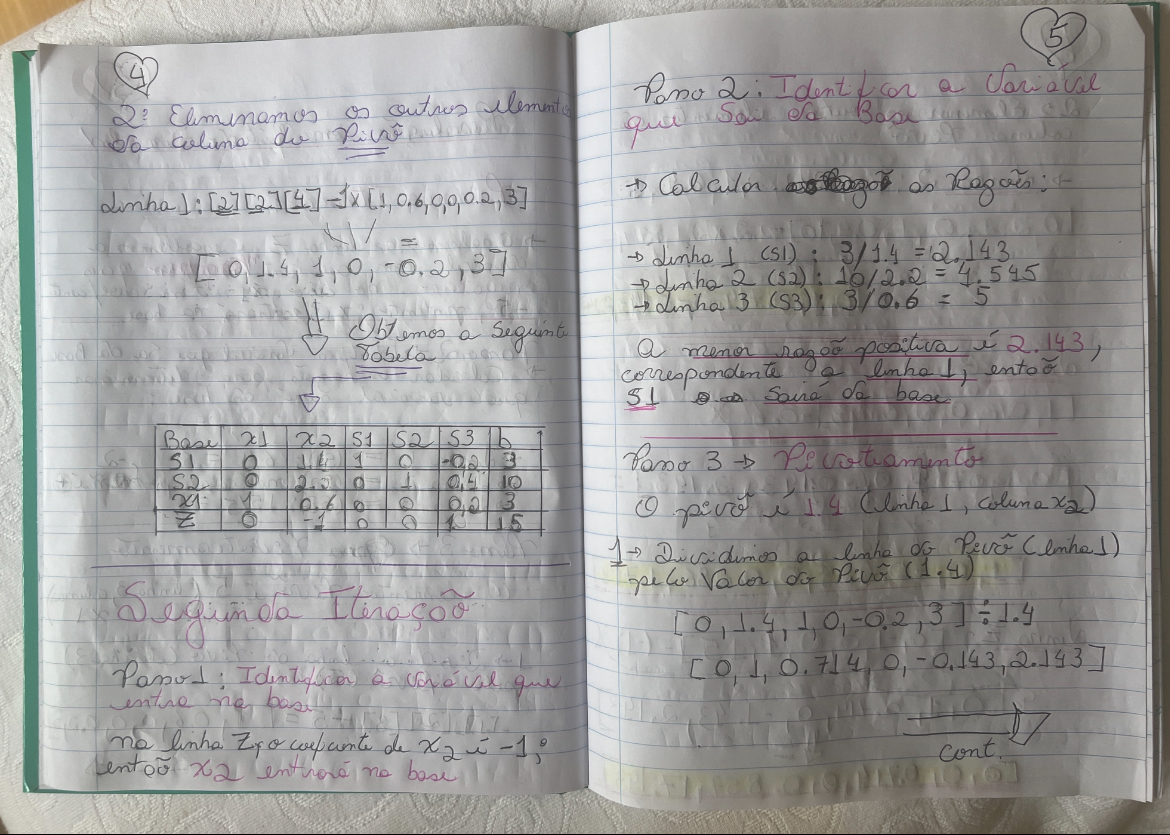 4
2º Eliminamos os outros elementos
da coluna do Pivô
Linha 1: [2][2][4] - 1x[1, 0.6, 0, 0, 0.2, 3]
=
[0, 1.4, 1, 0, -0.2, 3]
Obtemos a Seguinte
Tabela
Base x1 x2 S1 S2 S3 b
S1 0 1.4 1 0 -0,2 3
S2 0 2.2 0 1 0,4 10
x1 1 0.6 0 0 0,2 3
Z 0 -1 0 0 1 15
Segunda Iteração
Passo 1: Identificar a variável que
entra na base
na linha Z, o coeficiente de x2 é -1;
então x2 entrará na base
5
Passo 2: Identificar a Variável
que Sai da Base
→ Calcular as Razões:
→ Linha 1 (S1): 3/1.4 = 2.143
→ Linha 2 (S2): 10/2.2 = 4.545
→ Linha 3 (S3): 3/0.6 = 5
A menor razão positiva é 2.143,
correspondente a linha 1, então
S1 sairá da base
Passo 3 → Pivoteamento
O pivô é 1.4 (linha 1, coluna x2)
1 → Dividimos a linha do Pivô (linha 1)
pelo Valor do Pivô (1.4)
[0, 1.4, 1, 0, -0.2, 3] ÷ 1.4
[0, 1, 0.714, 0, -0.143, 2.143]
cont.